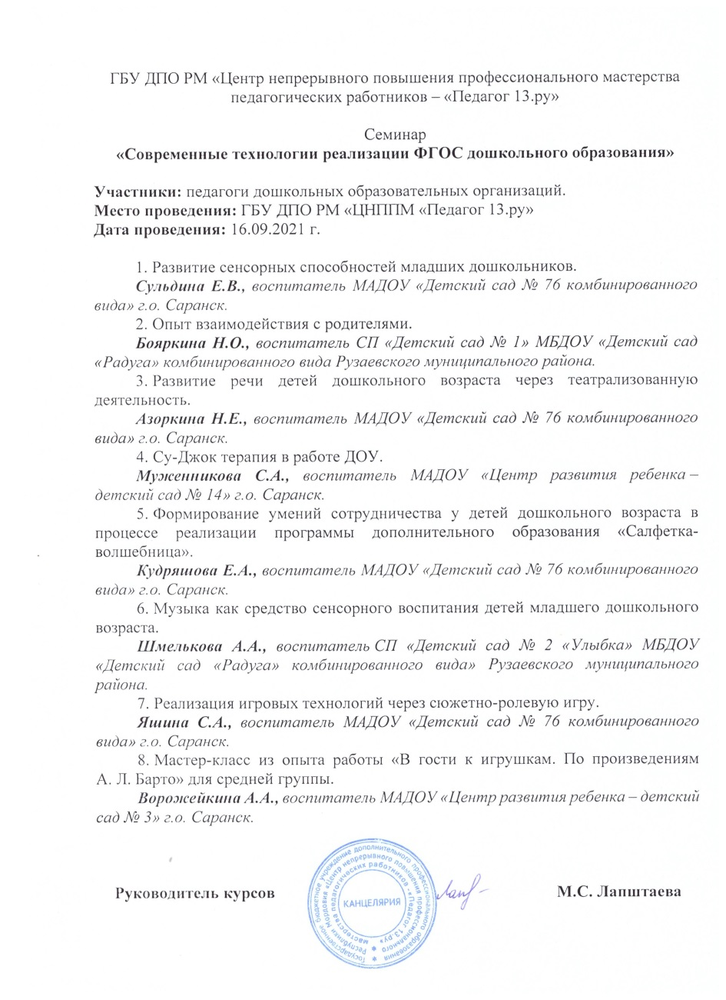 ГБУ ДПО РМ «Центр непрерывного повышения профессионального мастерства
педагогических работников – «Педагог 13.ру»
Семинар
«Современные технологии реализации ФГОС дошкольного образования»
Участники: педагоги дошкольных образовательных организаций.
Место проведения: ГБУ ДПО РМ «ЦНППМ «Педагог 13.ру»
Дата проведения: 16.09.2021 г.
1. Развитие сенсорных способностей младших дошкольников.
Сульдина Е.В., воспитатель МАДОУ «Детский сад № 76 комбинированного
вида» г.о. Саранск.
2. Опыт взаимодействия с родителями.
Бояркина Н.О., воспитатель СП «Детский сад № 1» МБДОУ «Детский сад
«Радуга» комбинированного вида Рузаевского муниципального района.
3. Развитие речи детей дошкольного возраста через театрализованную
деятельность.
Азоркина Н.Е., воспитатель МАДОУ «Детский сад № 76 комбинированного
вида» г.о. Саранск.
4. Су-Джок терапия в работе ДОУ.
Муженникова С.А., воспитатель МАДОУ «Центр развития ребенка –
детский сад № 14» г.о. Саранск.
5. Формирование умений сотрудничества у детей дошкольного возраста в
процессе реализации программы дополнительного образования «Салфетка-
волшебница».
Кудряшова Е.А., воспитатель МАДОУ «Детский сад № 76 комбинированного
вида» г.о. Саранск.
6. Музыка как средство сенсорного воспитания детей младшего дошкольного
возраста.
Шмелькова А.А., воспитатель СП «Детский сад № 2 «Улыбка» МБДОУ
«Детский сад «Радуга» комбинированного вида» Рузаевского муниципального
района.
7. Реализация игровых технологий через сюжетно-ролевую игру.
Яшина С.А., воспитатель МАДОУ «Детский сад № 76 комбинированного
вида» г.о. Саранск.
8. Мастер-класс из опыта работы «В гости к игрушкам. По произведениям
А. Л. Барто» для средней группы.
Ворожейкина А.А., воспитатель МАДОУ «Центр развития ребенка – детский
сад № 3» г.о. Саранск.
Руководитель курсов
Государственное бюджетное учреждение дополнительного профессионального образования
Республики Мордовия «Центр непрерывного повышения профессионального
мастерства педагогических работников -«Педагог 13.ру»
КАНЦЕЛЯРИЯ
М.С. Лапштаева